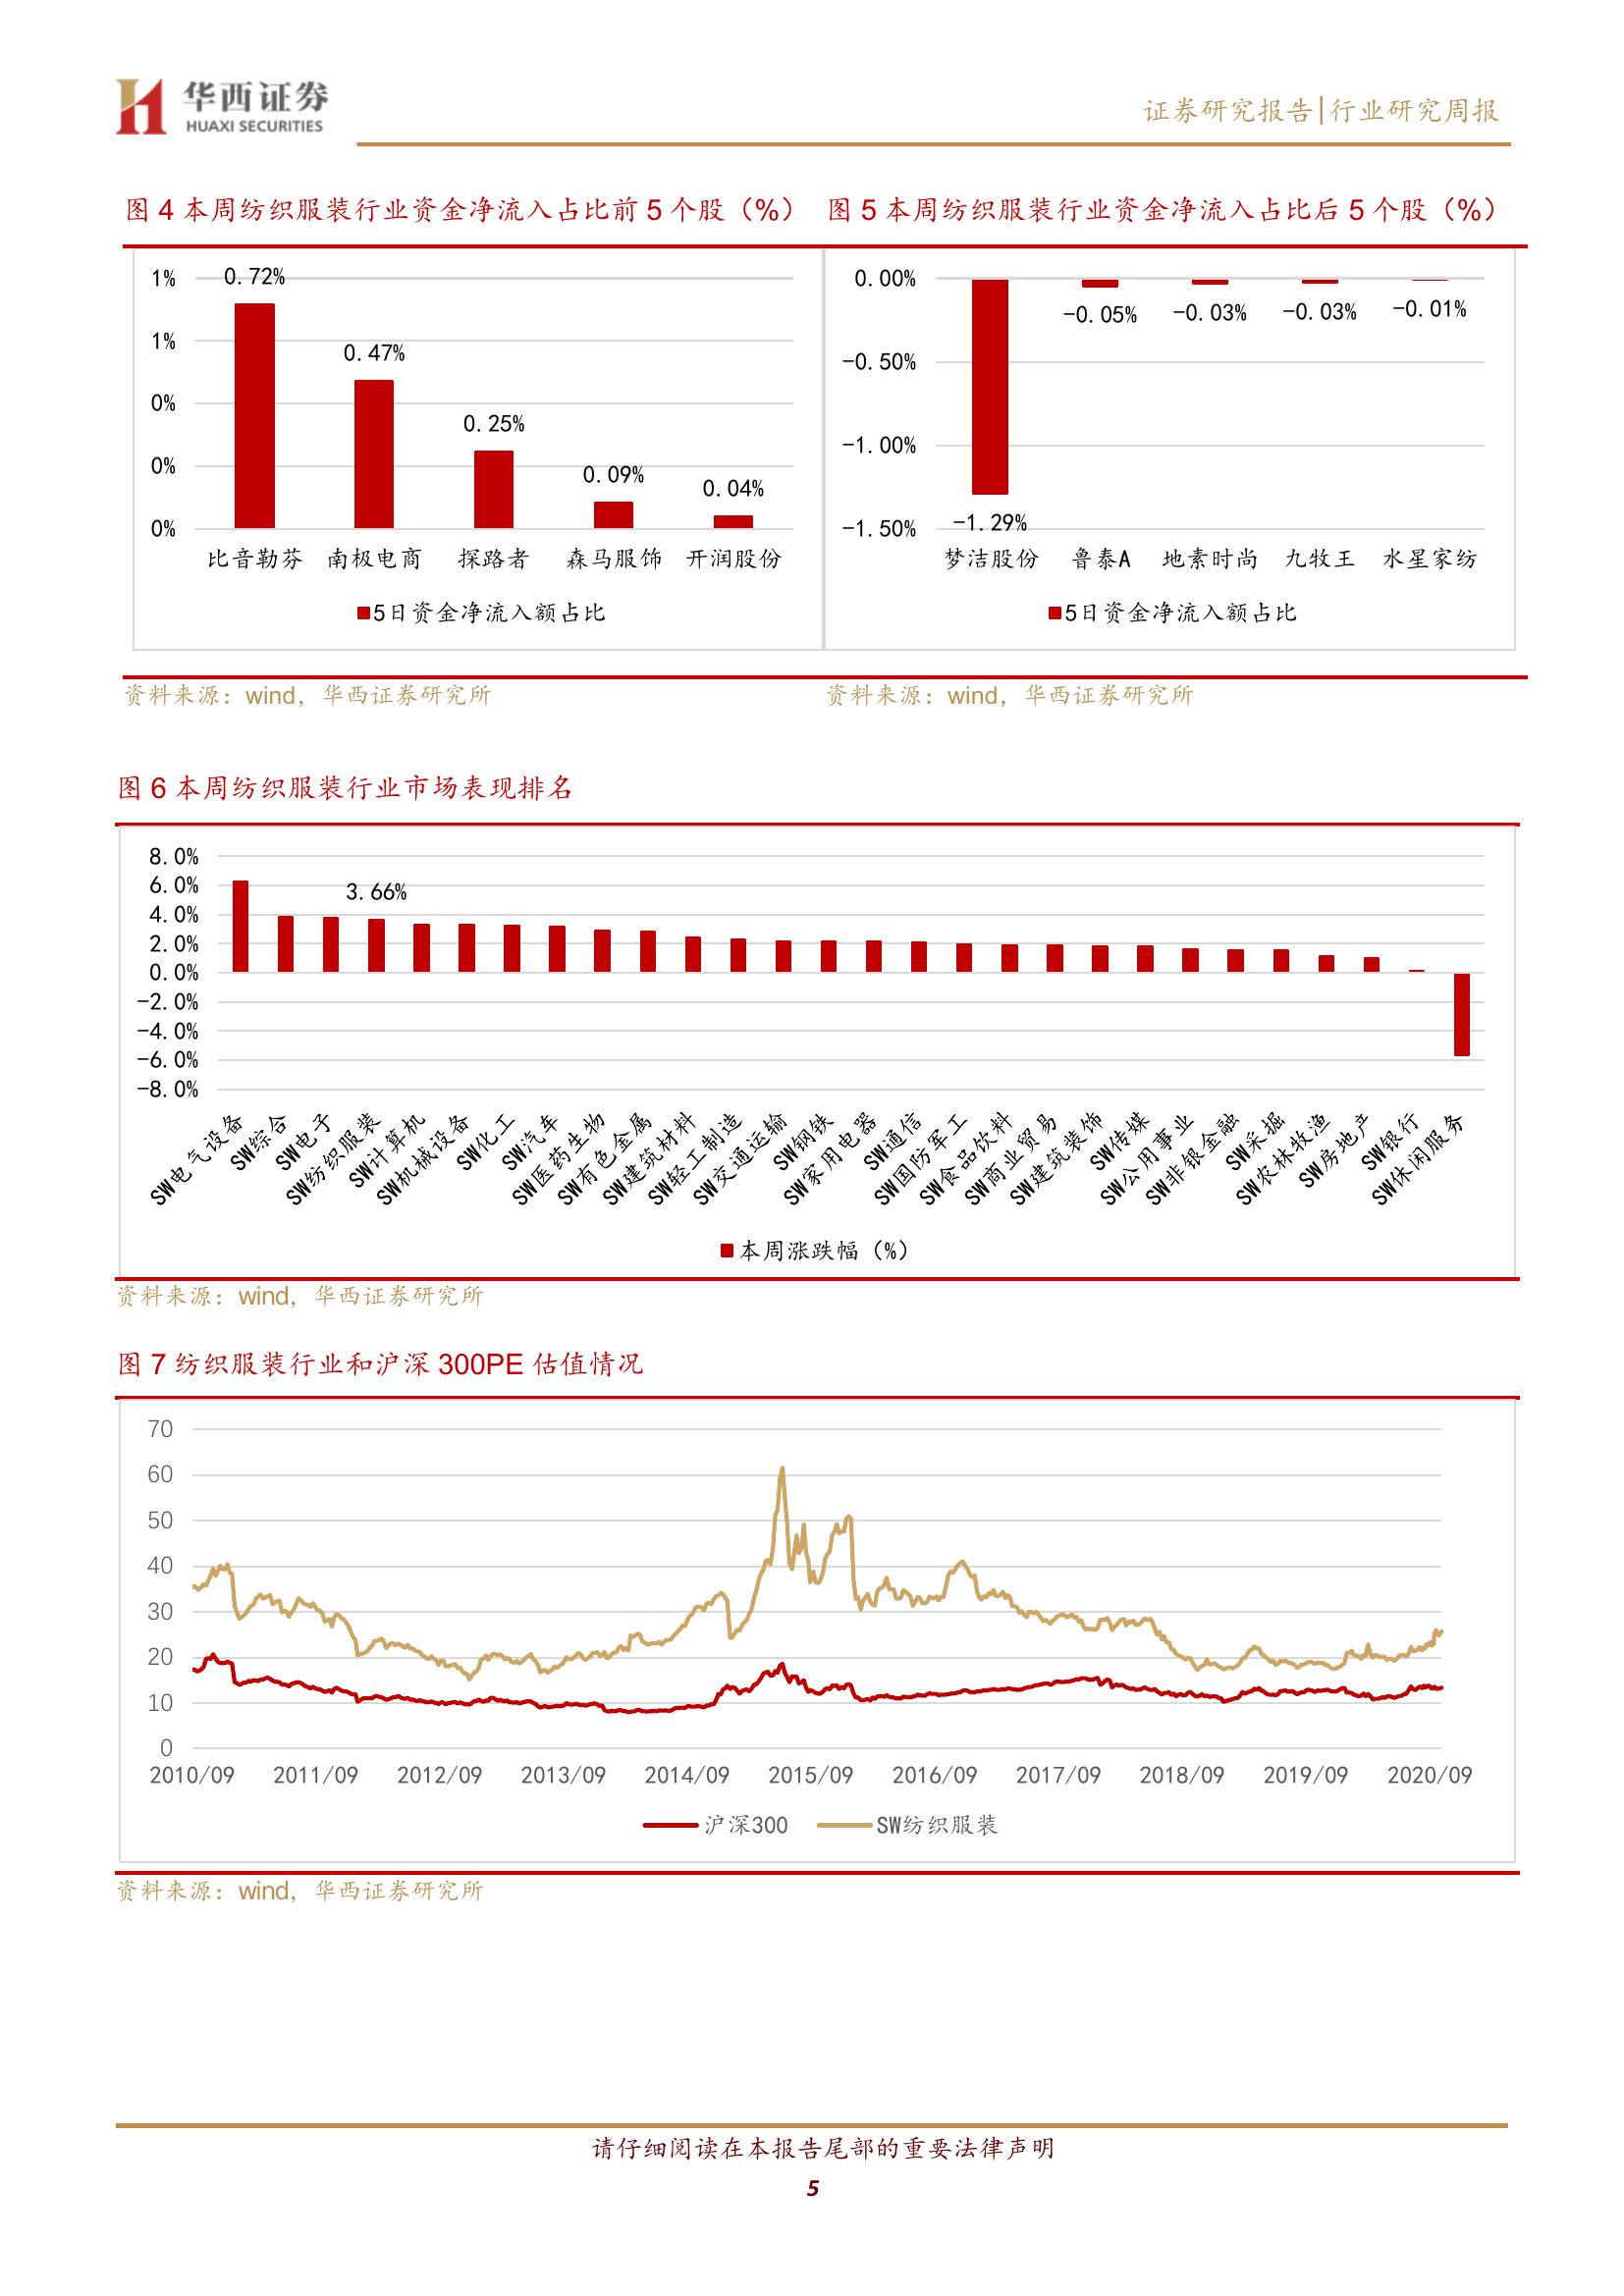 华西证券
HUAXI SECURITIES
证券研究报告|行业研究周报
图 4 本周纺织服装行业资金净流入占比前 5 个股（%）
1%
1%
0%
0%
0%
0.72%
0.47%
0.25%
0.09%
0.04%
比音勒芬 南极电商 探路者 森马服饰 开润股份
5日资金净流入额占比
资料来源：wind，华西证券研究所
图 5 本周纺织服装行业资金净流入占比后 5 个股（%）
0.00%
-0.50%
-1.00%
-1.50%
-1.29%
-0.05%
-0.03%
-0.03%
-0.01%
梦洁股份 鲁泰A 地素时尚 九牧王 水星家纺
5日资金净流入额占比
资料来源：wind，华西证券研究所
图 6 本周纺织服装行业市场表现排名
8.0%
6.0%
4.0%
2.0%
0.0%
-2.0%
-4.0%
-6.0%
-8.0%
3.66%
SW电气设备
SW综合
SW电子
SW纺织服装
SW计算机
SW机械设备
SW化工
SW汽车
SW医药生物
SW有色金属
SW建筑材料
SW轻工制造
SW交通运输
SW钢铁
SW家用电器
SW通信
SW国防军工
SW食品饮料
SW商业贸易
SW建筑装饰
SW传媒
SW公用事业
SW非银金融
SW采掘
SW农林牧渔
SW房地产
SW银行
SW休闲服务
本周涨跌幅（%）
资料来源：wind，华西证券研究所
图 7 纺织服装行业和沪深 300PE 估值情况
70
60
50
40
30
20
10
0
2010/09 2011/09 2012/09 2013/09 2014/09 2015/09 2016/09 2017/09 2018/09 2019/09 2020/09
沪深300 SW纺织服装
资料来源：wind，华西证券研究所
请仔细阅读在本报告尾部的重要法律声明
5